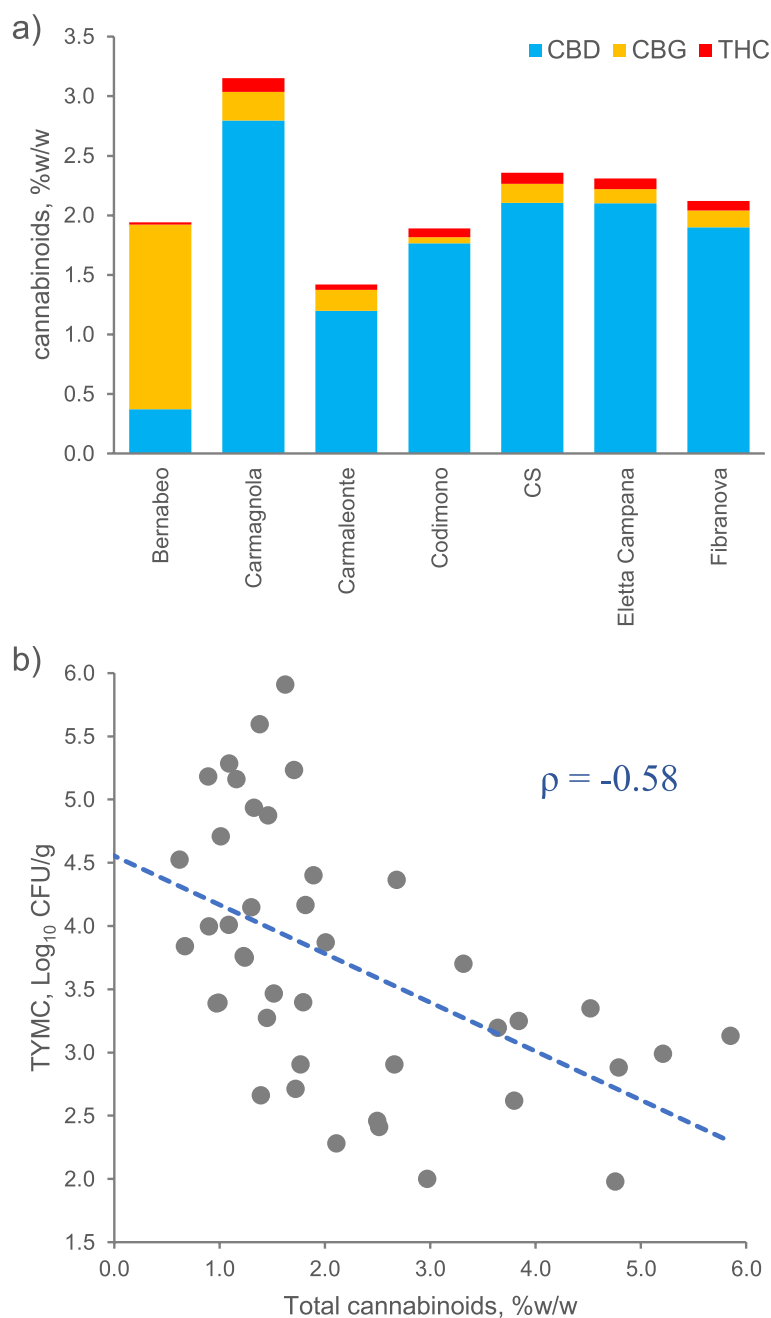 a)
CBD CBG THC
cannabinoids, %w/w
3.5
3.0
2.5
2.0
1.5
1.0
0.5
0.0
Bernabeo
Carmagnola
Carmaleonte
Codimono
CS
Eletta Campana
Fibranova
b)
ρ = -0.58
TYMC, Log₁₀ CFU/g
6.0
5.5
5.0
4.5
4.0
3.5
3.0
2.5
2.0
1.5
0.0 1.0 2.0 3.0 4.0 5.0 6.0
Total cannabinoids, %w/w